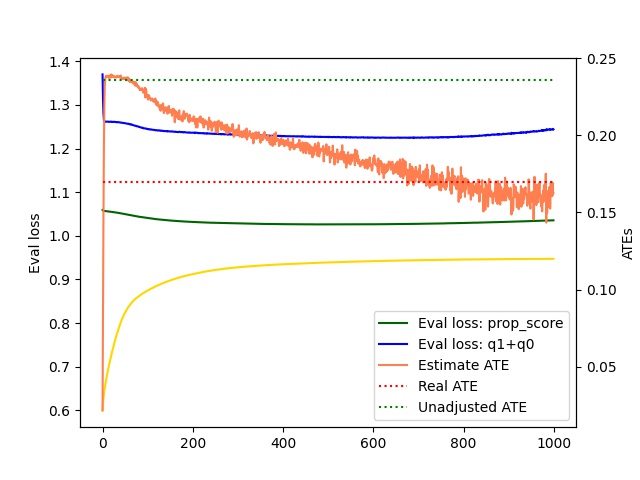 1.4
1.3
1.2
1.1
1.0
0.9
0.8
0.7
0.6
Eval loss
0.25
0.20
0.15
0.10
0.05
ATEs
Eval loss: prop_score
Eval loss: q1+q0
Estimate ATE
Real ATE
Unadjusted ATE
0 200 400 600 800 1000